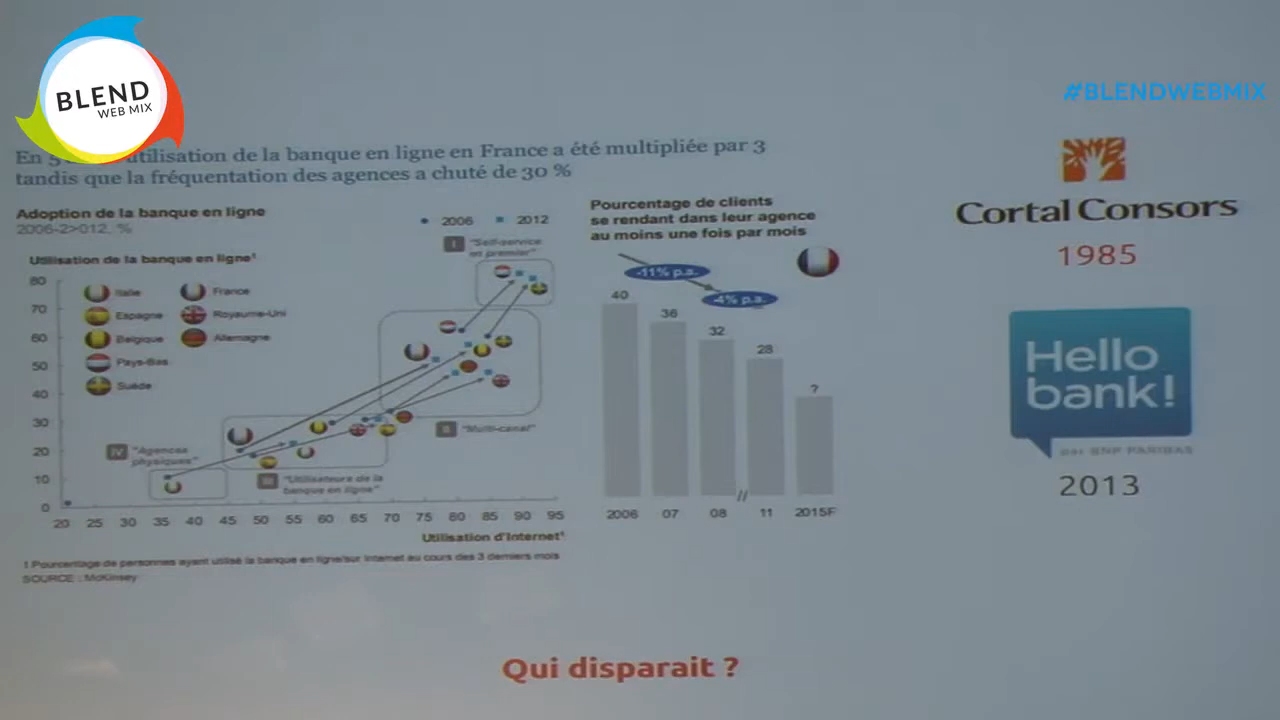 BLEND
WEB MIX
#BLENDWEBMIX
En 5 utilisation de la banque en ligne en France a été multipliée par 3
tandis que la fréquentation des agences a chuté de 30 %
Adoption de la banque en ligne
2006-2>012, %
2006 2012
I "Self-service
en premier"
Utilisation de la banque en ligne¹
Italie France
Espagne Royaume-Uni
Belgique Allemagne
Pays-Bas
Suède
80
70
60
50
40
30
20
10
0
IV "Agences
physiques"
II "Multi-canal"
III "Utilisateurs de la
banque en ligne"
20 25 30 35 40 45 50 55 60 65 70 75 80 85 90 95
Utilisation d'Internet¹
1 Pourcentage de personnes ayant utilisé la banque en ligne/sur Internet au cours des 3 derniers mois
SOURCE : McKinsey
Pourcentage de clients
se rendant dans leur agence
au moins une fois par mois
-11% p.a.
-4% p.a.
40
36
32
28
?
2006 07 08 // 11 2015F
Cortal Consors
1985
Hello
bank!
par BNP PARIBAS
2013
Qui disparait ?